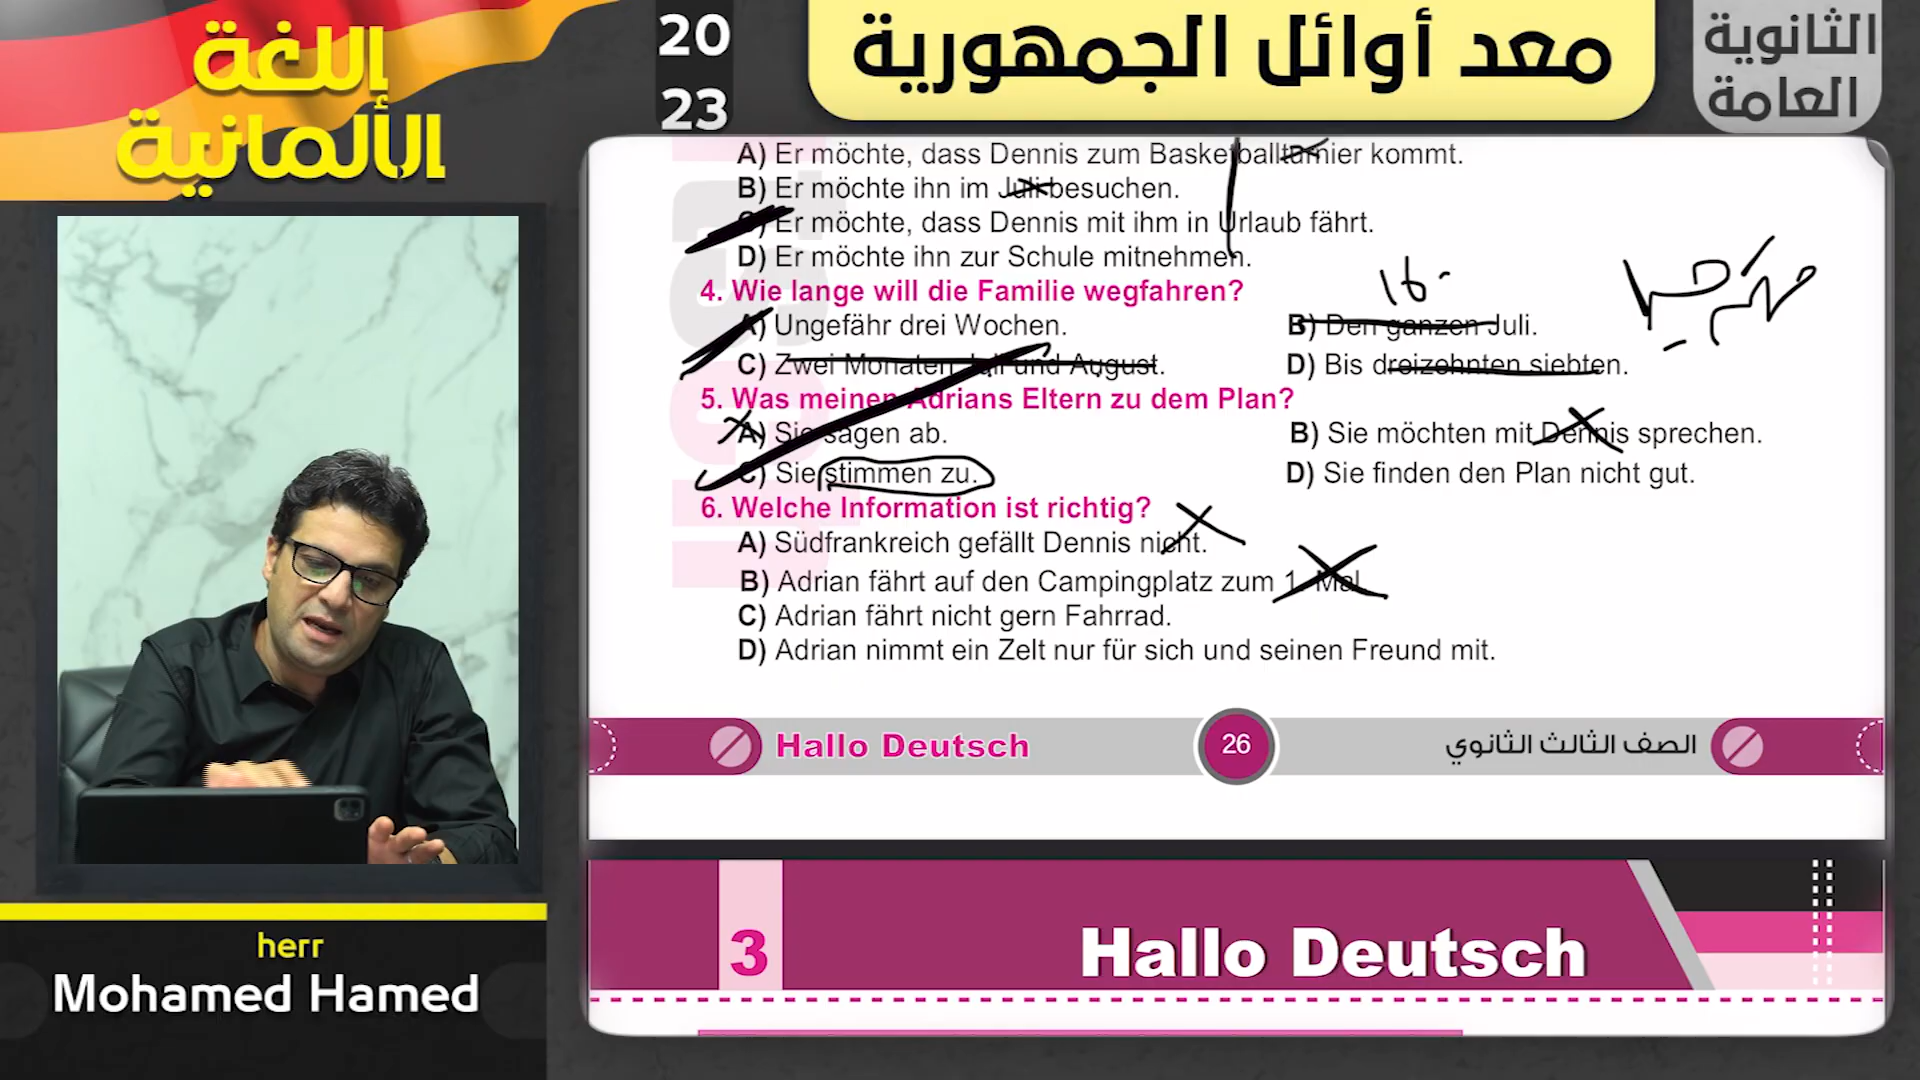 اللغة
الألمانية
20
23
معد أوائل الجمهورية
الثانوية
العامة
A) Er möchte, dass Dennis zum Basketballturnier kommt.
B) Er möchte ihn im Juli besuchen.
C) Er möchte, dass Dennis mit ihm in Urlaub fährt.
D) Er möchte ihn zur Schule mitnehmen.
4. Wie lange will die Familie wegfahren?
16
A) Ungefähr drei Wochen.
B) Den ganzen Juli.
C) Zwei Monaten Juli und August.
D) Bis dreizehnten siebten.
5. Was meinen Adrians Eltern zu dem Plan?
A) Sie sagen ab.
B) Sie möchten mit Dennis sprechen.
C) Sie stimmen zu.
D) Sie finden den Plan nicht gut.
6. Welche Information ist richtig?
A) Südfrankreich gefällt Dennis nicht.
B) Adrian fährt auf den Campingplatz zum 1. Mal
C) Adrian fährt nicht gern Fahrrad.
D) Adrian nimmt ein Zelt nur für sich und seinen Freund mit.
Hallo Deutsch
26
الصف الثالث الثانوي
3
Hallo Deutsch
herr
Mohamed Hamed